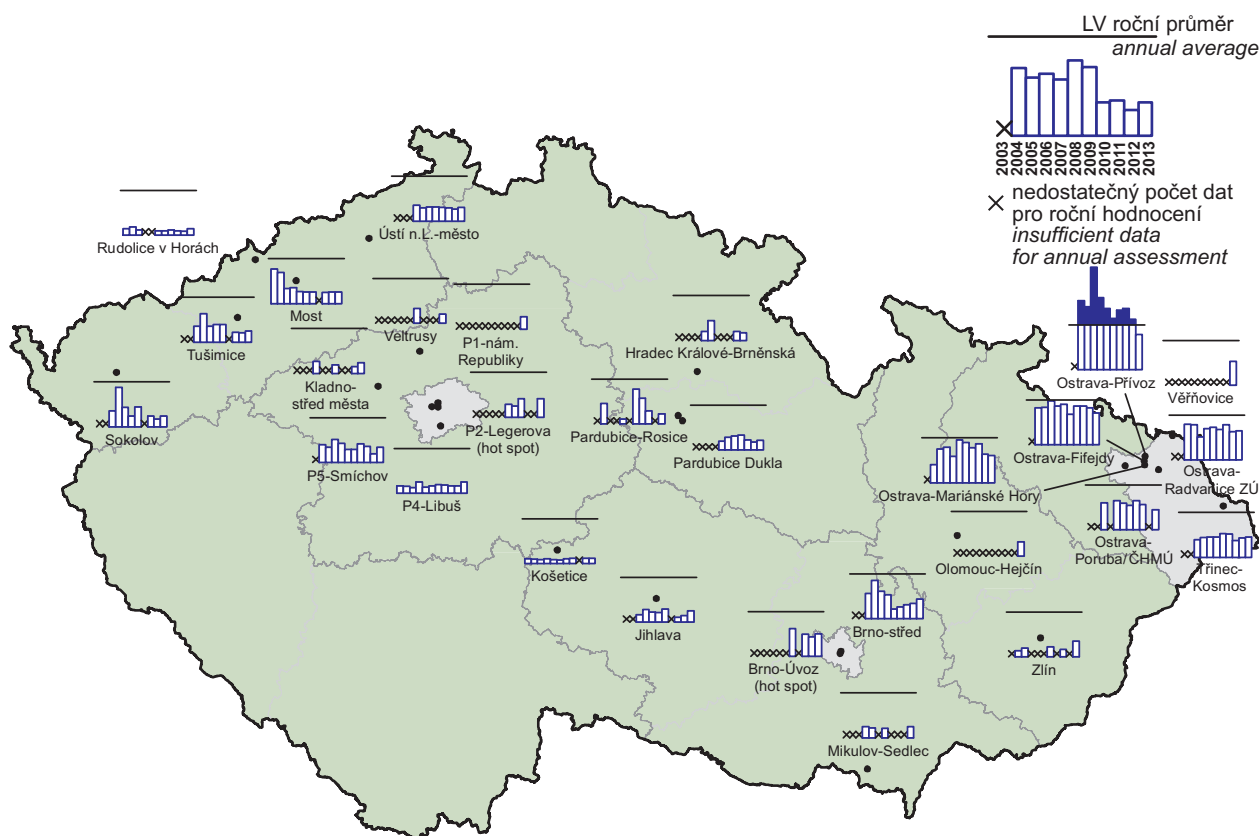 LV roční průměr
annual average
2003
2004
2005
2006
2007
2008
2009
2010
2011
2012
2013
× nedostatečný počet dat
pro roční hodnocení
insufficient data
for annual assessment
Rudolice v Horách
Ústí n.L.-město
Most
Tušimice
Veltrusy
P1-nám.
Republiky
Hradec Králové-Brněnská
Ostrava-Přívoz
Věřňovice
Kladno-
střed města
Sokolov
P2-Legerova
(hot spot)
Pardubice-Rosice
Pardubice Dukla
P5-Smíchov
P4-Libuš
Ostrava-Fifejdy
Ostrava-
Radvanice ZÚ
Ostrava-Mariánské Hory
Ostrava-
Poruba/ČHMÚ
Třinec-
Kosmos
Košetice
Olomouc-Hejčín
Jihlava
Brno-střed
Brno-Úvoz
(hot spot)
Zlín
Mikulov-Sedlec